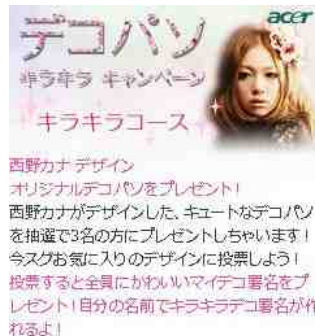 acer
デコパソ
キラキラ キャンペーン
キラキラコース
西野カナ デザイン
オリジナルデコパソをプレゼント！
西野カナがデザインした、キュートなデコパソ
を抽選で3名の方にプレゼントしちゃいます！
今スグお気に入りのデザインに投票しよう！
投票すると全員にかわいいマイデコ署名をプ
レゼント！自分の名前でキラキラデコ署名が作
れるよ！